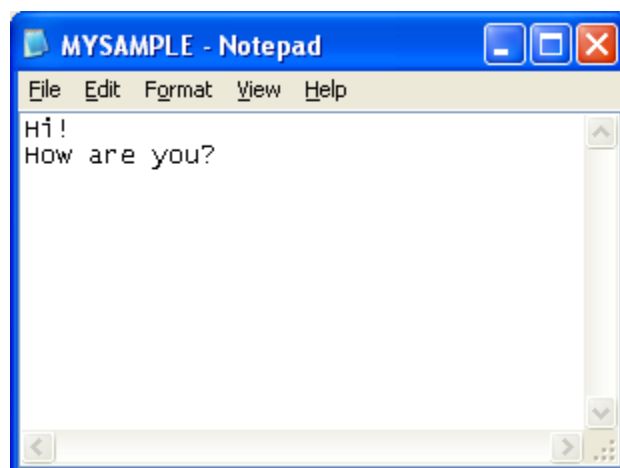 MYSAMPLE - Notepad
File Edit Format View Help
Hi!
How are you?